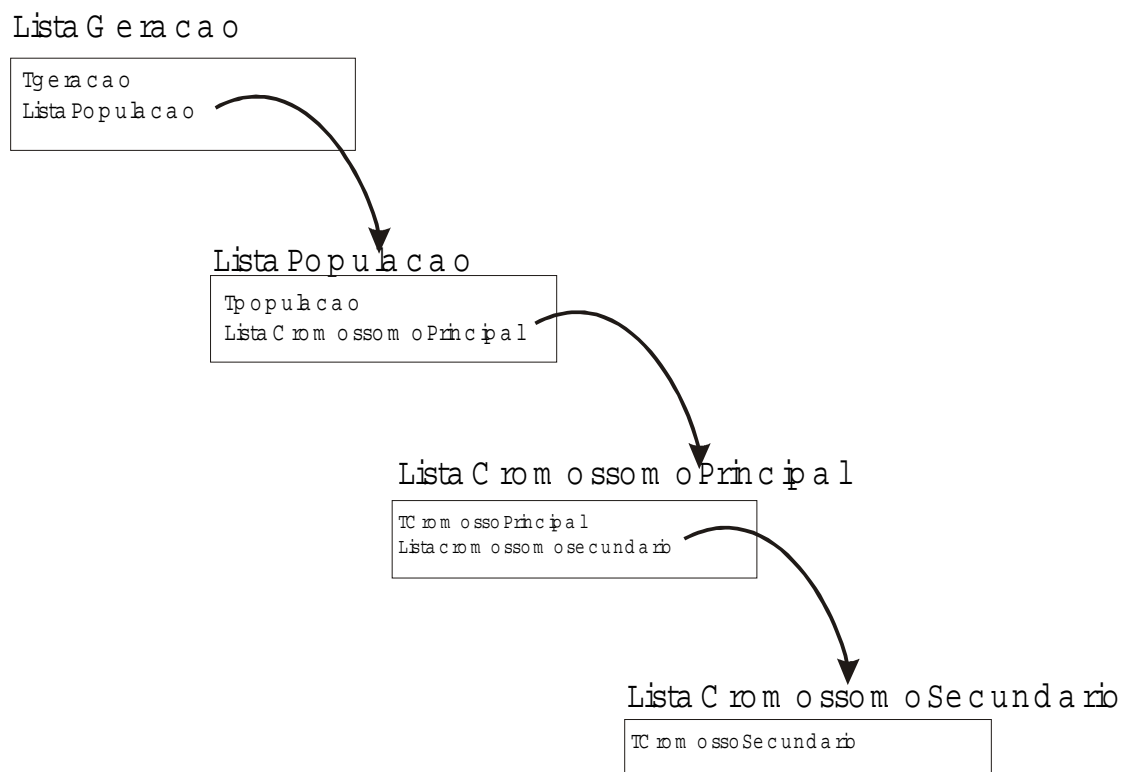 ListaGeracao
Tgeracao
ListaPopulacao
ListaPopulacao
Tpopulacao
ListaCromossomoPrincipal
ListaCromossomoPrincipal
TCromossoPrincipal
Listacromossomosecundario
ListaCromossomoSecundario
TCromossoSecundario